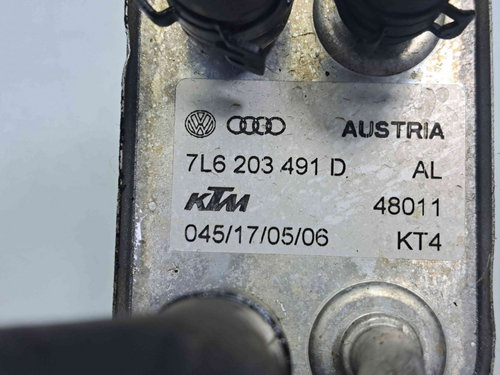 AUSTRIA
7L6 203 491 D AL
KTM 48011
045/17/05/06 KT4